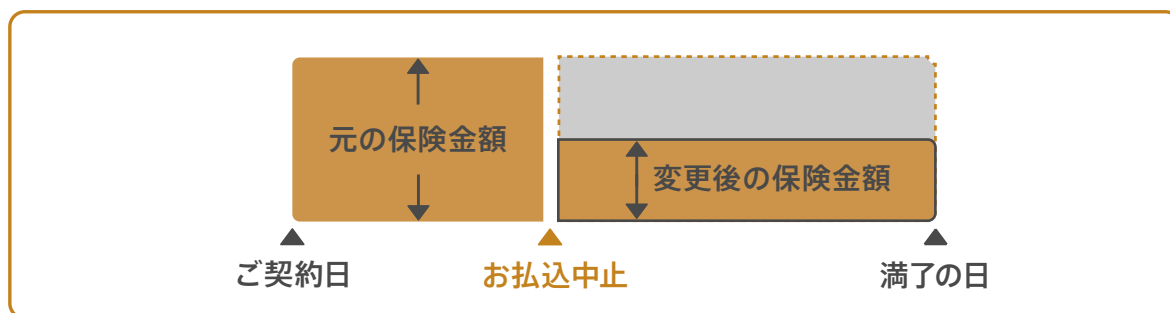 元の保険金額
変更後の保険金額
ご契約日
お払込中止
満了の日